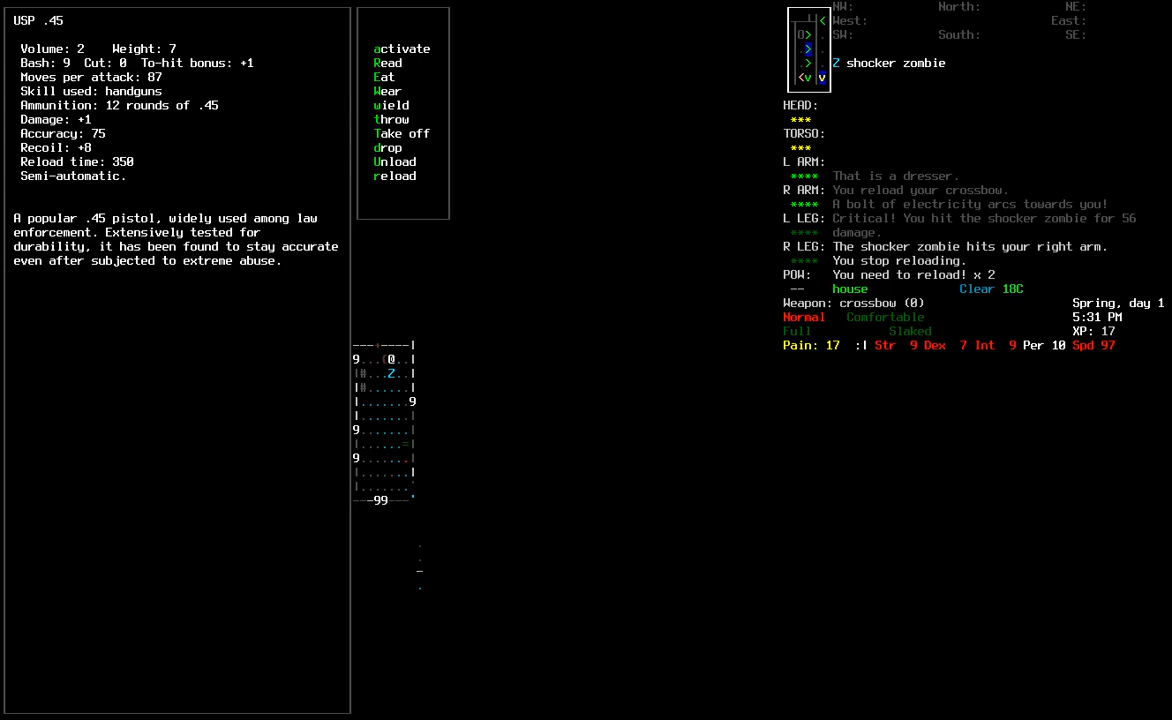 USP .45
Volume: 2    Weight: 7
Bash: 9  Cut: 0  To-hit bonus: +1
Moves per attack: 87
Skill used: handguns
Ammunition: 12 rounds of .45
Damage: +1
Accuracy: 75
Recoil: +8
Reload time: 350
Semi-automatic.
A popular .45 pistol, widely used among law
enforcement. Extensively tested for
durability, it has been found to stay accurate
even after subjected to extreme abuse.
activate
Read
Eat
Wear
wield
throw
Take off
drop
Unload
reload
NW:          North:          NE:
West:                        East:
SW:          South:          SE:
Z shocker zombie
HEAD:
***
TORSO:
***
L ARM:
**** That is a dresser.
R ARM: You reload your crossbow.
**** A bolt of electricity arcs towards you!
L LEG: Critical! You hit the shocker zombie for 56
**** damage.
R LEG: The shocker zombie hits your right arm.
**** You stop reloading.
POW: You need to reload! x 2
-- house          Clear 18C
Weapon: crossbow (0)          Spring, day 1
Normal   Comfortable          5:31 PM
Full     Slaked          XP: 17
Pain: 17  :| Str  9 Dex  7 Int  9 Per 10 Spd 97
---+----|
9...(@..|
|#...Z..|
|#......|
|.......9
|.......|
9.......|
|......=|
9.......|
|.......|
|.......
---99---